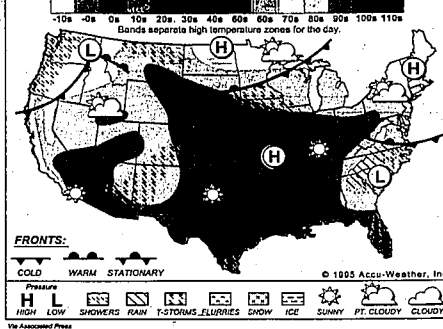 -10s -0s 0s 10s 20s 30s 40s 50s 60s 70s 80s 90s 100s 110s
Bands separate high temperature zones for the day.
L
H
H
H
L
FRONTS:
COLD WARM STATIONARY
© 1995 Accu-Weather, In
Pressure
H L
HIGH LOW SHOWERS RAIN T-STORMS FLURRIES SNOW ICE SUNNY PT. CLOUDY CLOUD
Via Associated Press